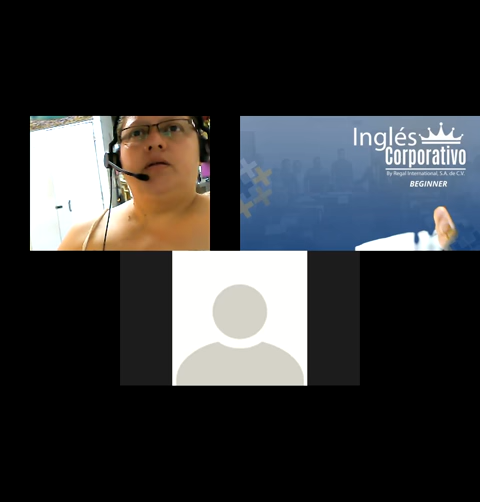 Inglés
Corporativo
By Regal International, S.A. de C.V.
BEGINNER